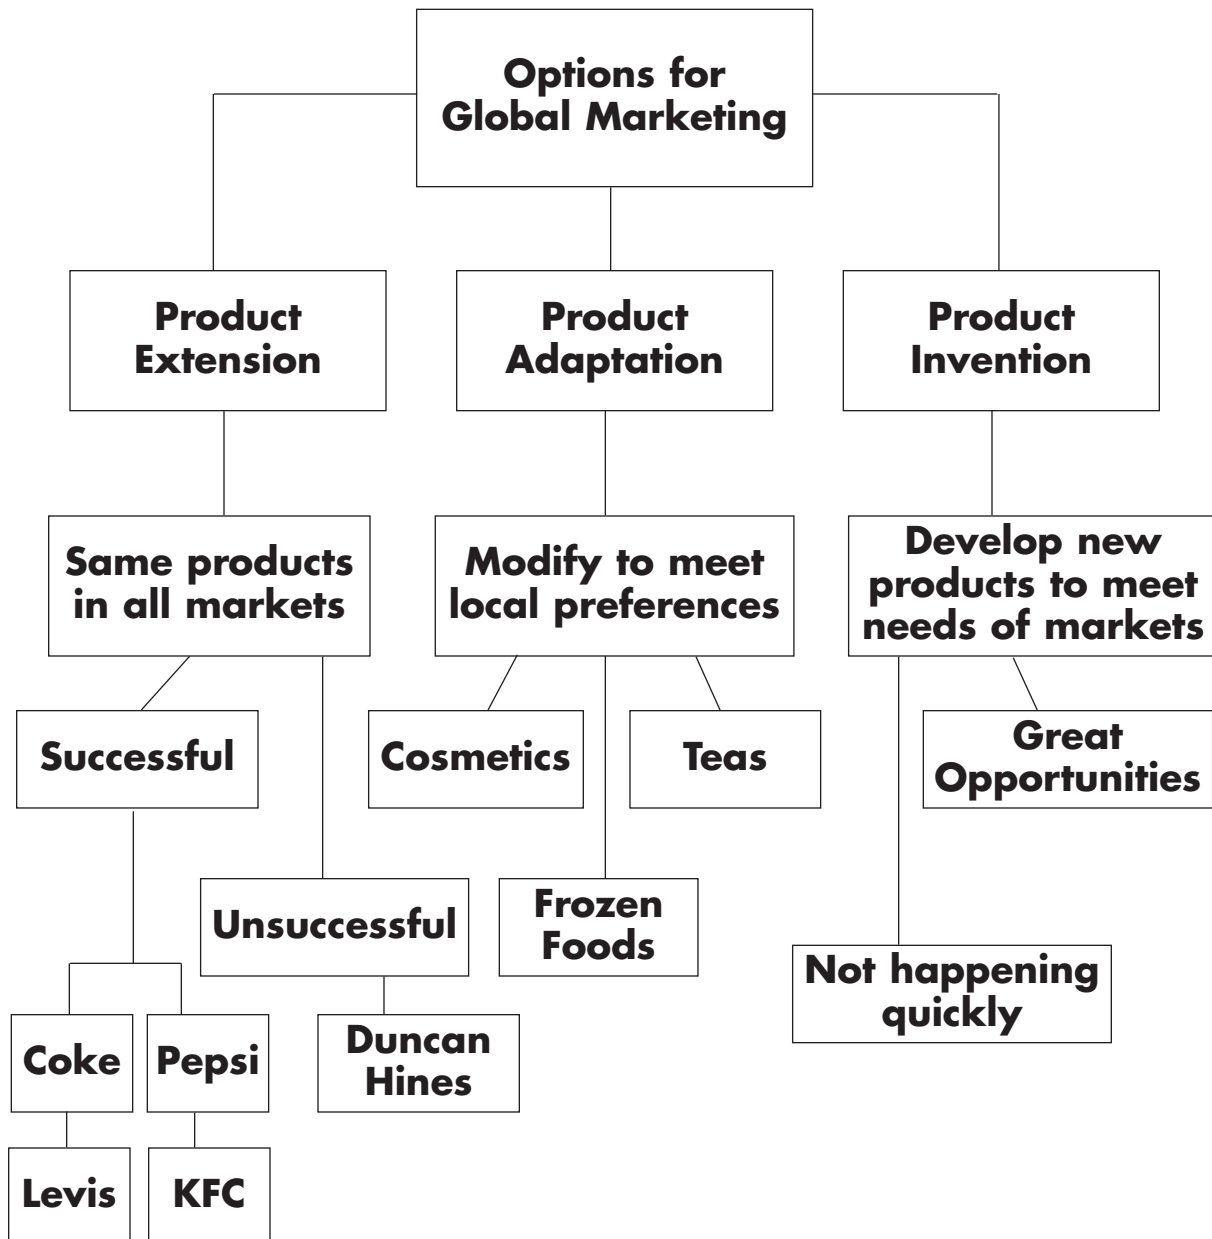 Options for
Global Marketing
Product
Extension
Product
Adaptation
Product
Invention
Same products
in all markets
Modify to meet
local preferences
Develop new
products to meet
needs of markets
Successful
Cosmetics
Teas
Great
Opportunities
Unsuccessful
Frozen
Foods
Not happening
quickly
Coke
Pepsi
Duncan
Hines
Levis
KFC